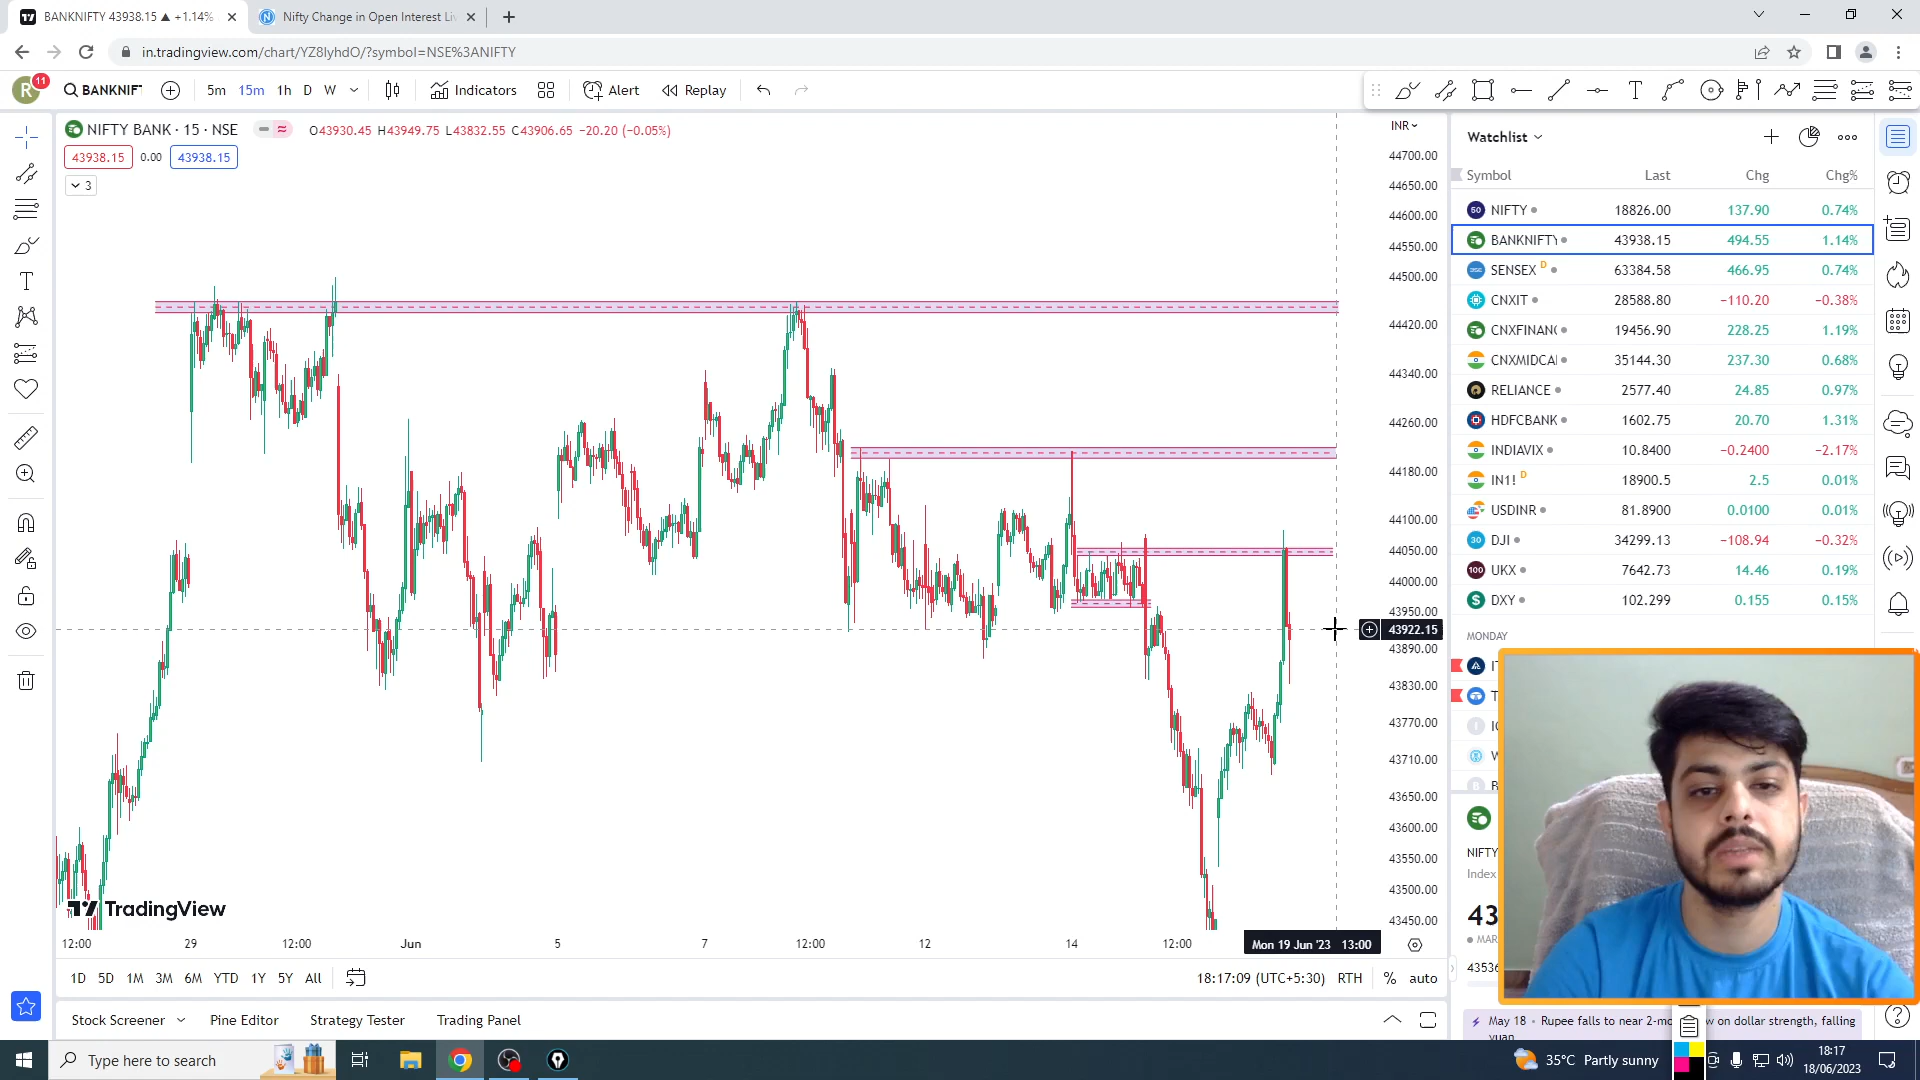 BANKNIFTY 43938.15 ▲ +1.14%
Nifty Change in Open Interest Liv
in.tradingview.com/chart/YZ8lyhdO/?symbol=NSE%3ANIFTY
R 11 BANKNIF 5m 15m 1h D W Indicators Alert Replay
NIFTY BANK · 15 · NSE O43930.45 H43949.75 L43832.55 C43906.65 −20.20 (−0.05%)
43938.15 0.00 43938.15
3
INR
44700.00
44650.00
44600.00
44550.00
44500.00
44420.00
44340.00
44260.00
44180.00
44100.00
44050.00
44000.00
43950.00
43922.15
43890.00
43830.00
43770.00
43710.00
43650.00
43600.00
43550.00
43500.00
43450.00
TradingView
12:00 29 12:00 Jun 5 7 12:00 12 14 12:00 Mon 19 Jun '23 13:00
1D 5D 1M 3M 6M YTD 1Y 5Y All 18:17:09 (UTC+5:30) RTH % auto
Stock Screener Pine Editor Strategy Tester Trading Panel
Watchlist
Symbol Last Chg Chg%
50 NIFTY 18826.00 137.90 0.74%
BANKNIFTY 43938.15 494.55 1.14%
SENSEX D 63384.58 466.95 0.74%
CNXIT 28588.80 −110.20 −0.38%
CNXFINAN 19456.90 228.25 1.19%
CNXMIDCA 35144.30 237.30 0.68%
RELIANCE 2577.40 24.85 0.97%
HDFCBANK 1602.75 20.70 1.31%
INDIAVIX 10.8400 −0.2400 −2.17%
IN1! D 18900.5 2.5 0.01%
USDINR 81.8900 0.0100 0.01%
30 DJI 34299.13 −108.94 −0.32%
100 UKX 7642.73 14.46 0.19%
$ DXY 102.299 0.155 0.15%
MONDAY
NIFTY
Index
43
MAR
43536
May 18 • Rupee falls to near 2-mo w on dollar strength, falling
yuan
Type here to search
35°C Partly sunny
18:17
18/06/2023